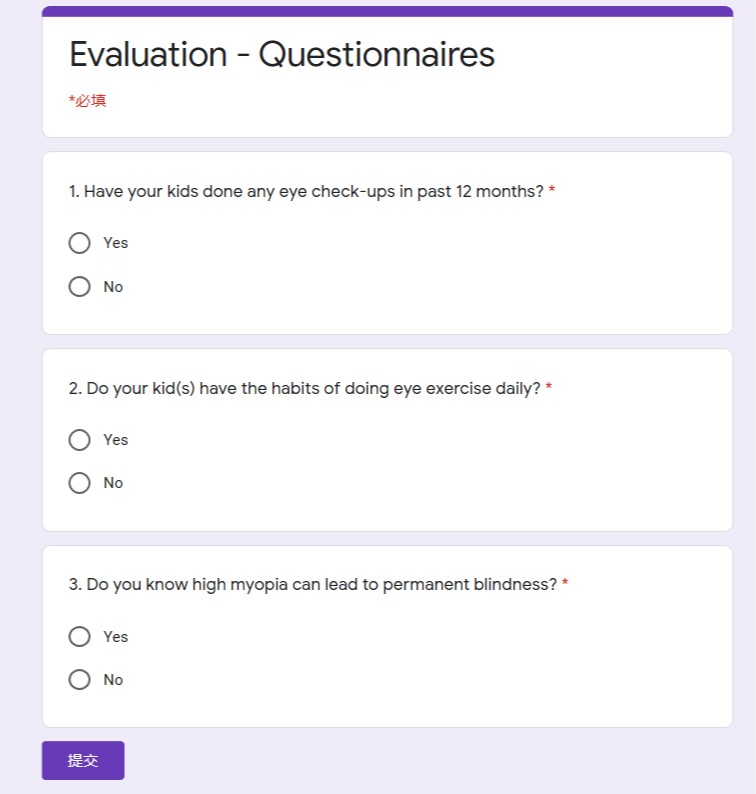 Evaluation - Questionnaires
*必填
1. Have your kids done any eye check-ups in past 12 months? *
Yes
No
2. Do your kid(s) have the habits of doing eye exercise daily? *
Yes
No
3. Do you know high myopia can lead to permanent blindness? *
Yes
No
提交